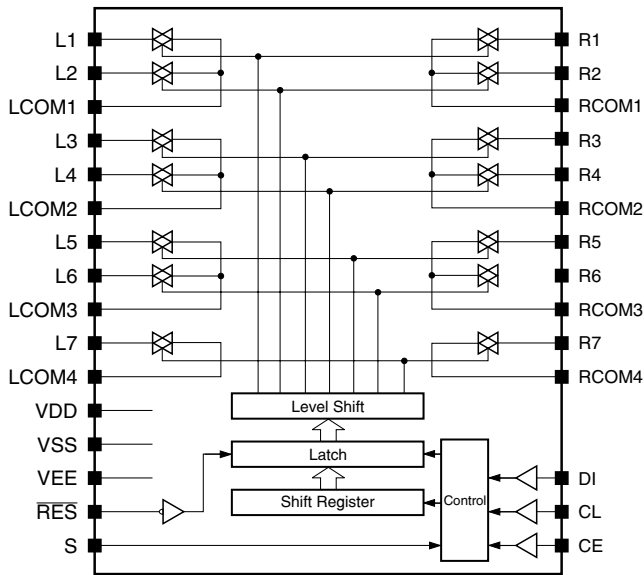 L1 R1
L2 R2
LCOM1 RCOM1
L3 R3
L4 R4
LCOM2 RCOM2
L5 R5
L6 R6
LCOM3 RCOM3
L7 R7
LCOM4 RCOM4
Level Shift
VDD
VSS
Latch
VEE
Control
DI
RES
Shift Register
CL
S
CE